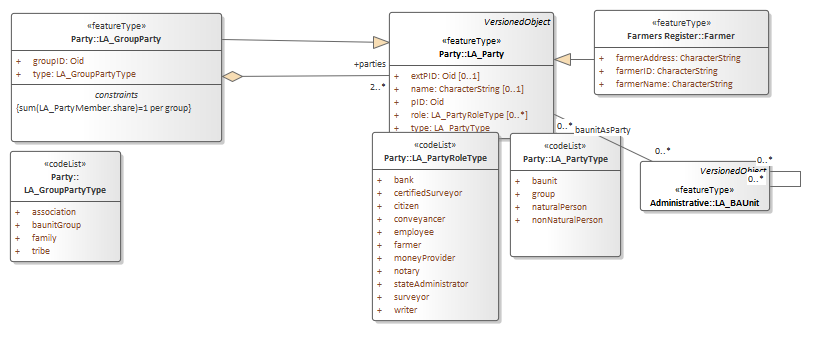 «featureType»
Party::LA_GroupParty
+ groupID: Oid
+ type: LA_GroupPartyType
constraints
{sum(LA_PartyMember.share)=1 per group}
VersionedObject
«featureType»
Party::LA_Party
+ extPID: Oid [0..1]
+ name: CharacterString [0..1]
+ pID: Oid
+ role: LA_PartyRoleType [0..*]
+ type: LA_PartyType
«featureType»
Farmers Register::Farmer
+ farmerAddress: CharacterString
+ farmerID: CharacterString
+ farmerName: CharacterString
+parties
2..*
0..*
baunitAsParty
0..*
«codeList»
Party::
LA_GroupPartyType
+ association
+ baunitGroup
+ family
+ tribe
«codeList»
Party::LA_PartyRoleType
+ bank
+ certifiedSurveyor
+ citizen
+ conveyancer
+ employee
+ farmer
+ moneyProvider
+ notary
+ stateAdministrator
+ surveyor
+ writer
«codeList»
Party::LA_PartyType
+ baunit
+ group
+ naturalPerson
+ nonNaturalPerson
0..*
VersionedObject
0..*
«featureType»
Administrative::LA_BAUnit